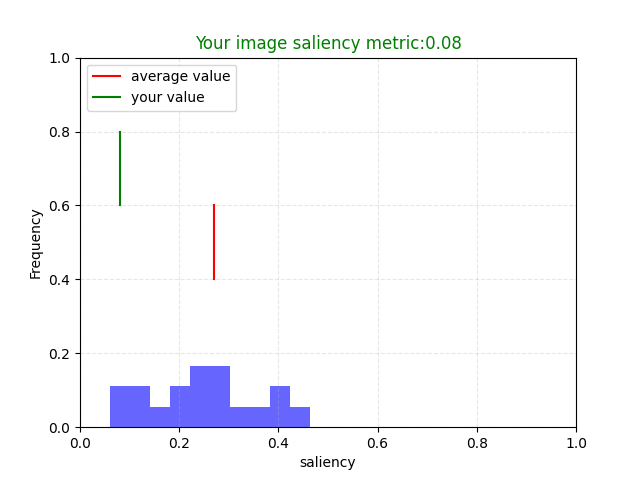 Your image saliency metric:0.08
average value
your value
1.0
0.8
0.6
0.4
0.2
0.0
Frequency
0.0 0.2 0.4 0.6 0.8 1.0
saliency